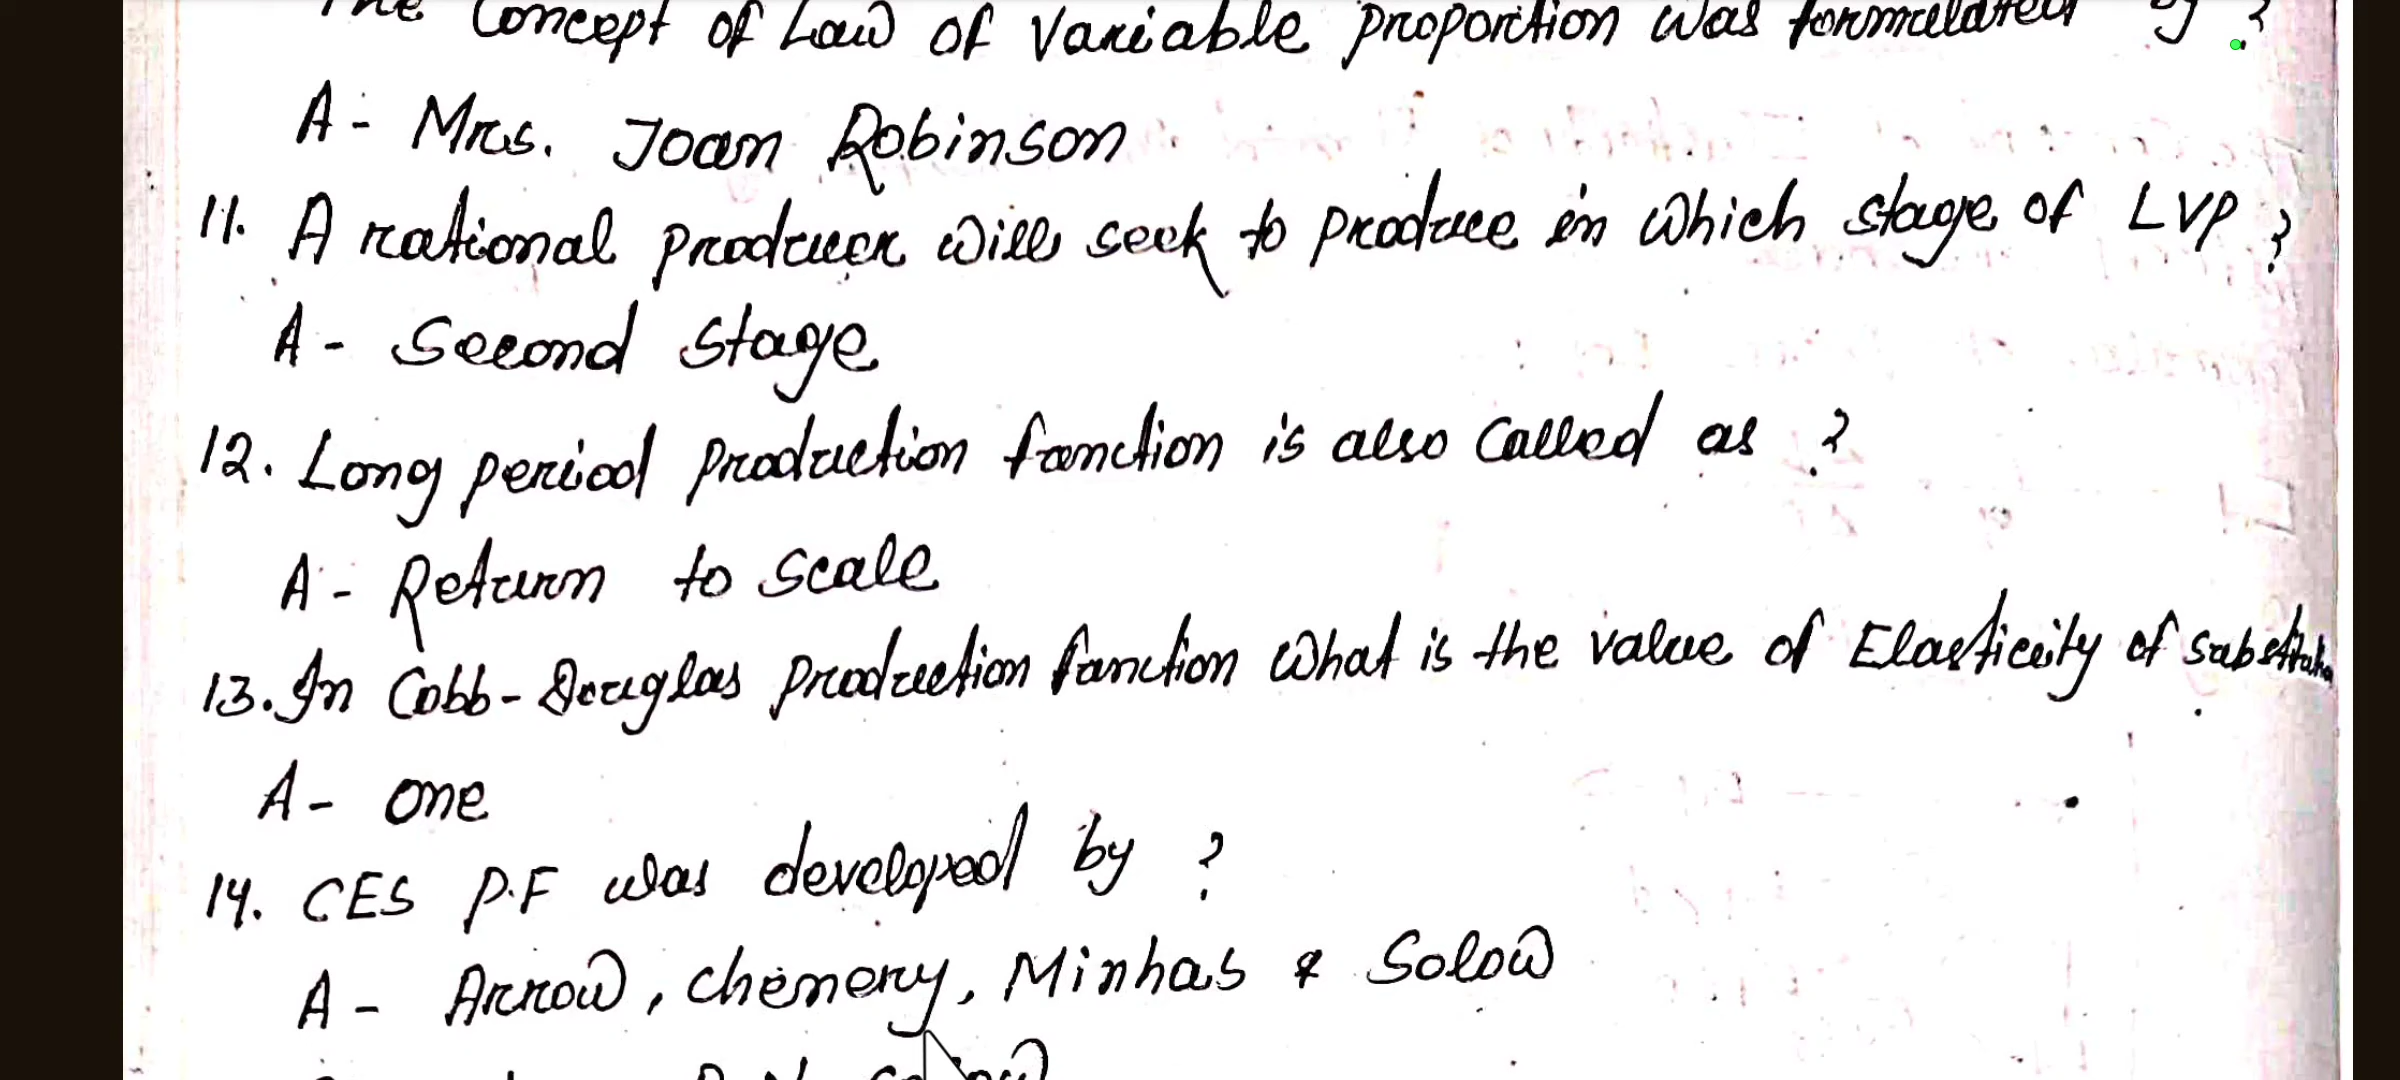 The Concept of Law of Variable proportion was formulated by ?
A - Mrs. Joan Robinson
11. A rational producer will seek to produce in which stage of LVP ?
A - Second stage
12. Long period production function is also called as ?
A - Return to scale
13. In Cobb-Douglas production function what is the value of Elasticity of substitution
A - one
14. CES P.F was developed by ?
A - Arrow, chenery, Minhas & Solow